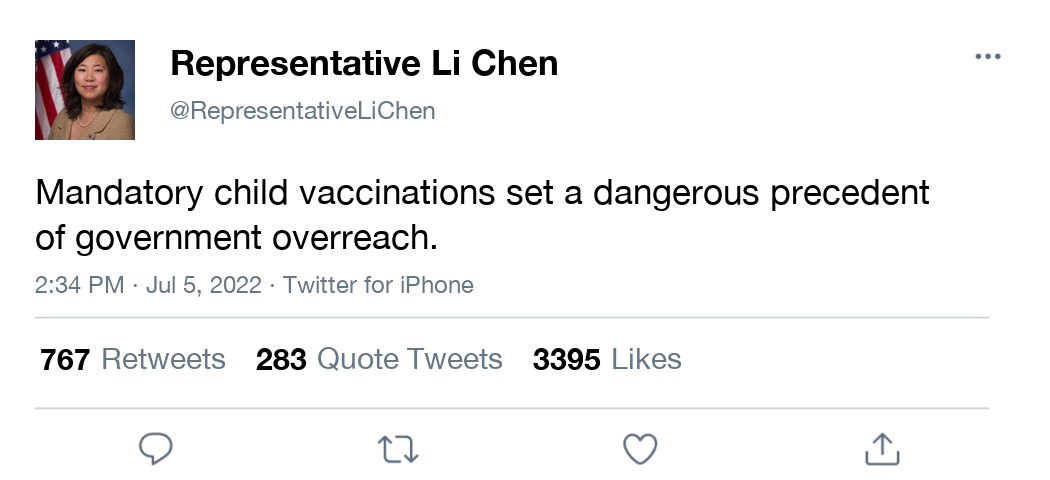 Representative Li Chen
@RepresentativeLiChen
Mandatory child vaccinations set a dangerous precedent
of government overreach.
2:34 PM · Jul 5, 2022 · Twitter for iPhone
767 Retweets 283 Quote Tweets 3395 Likes